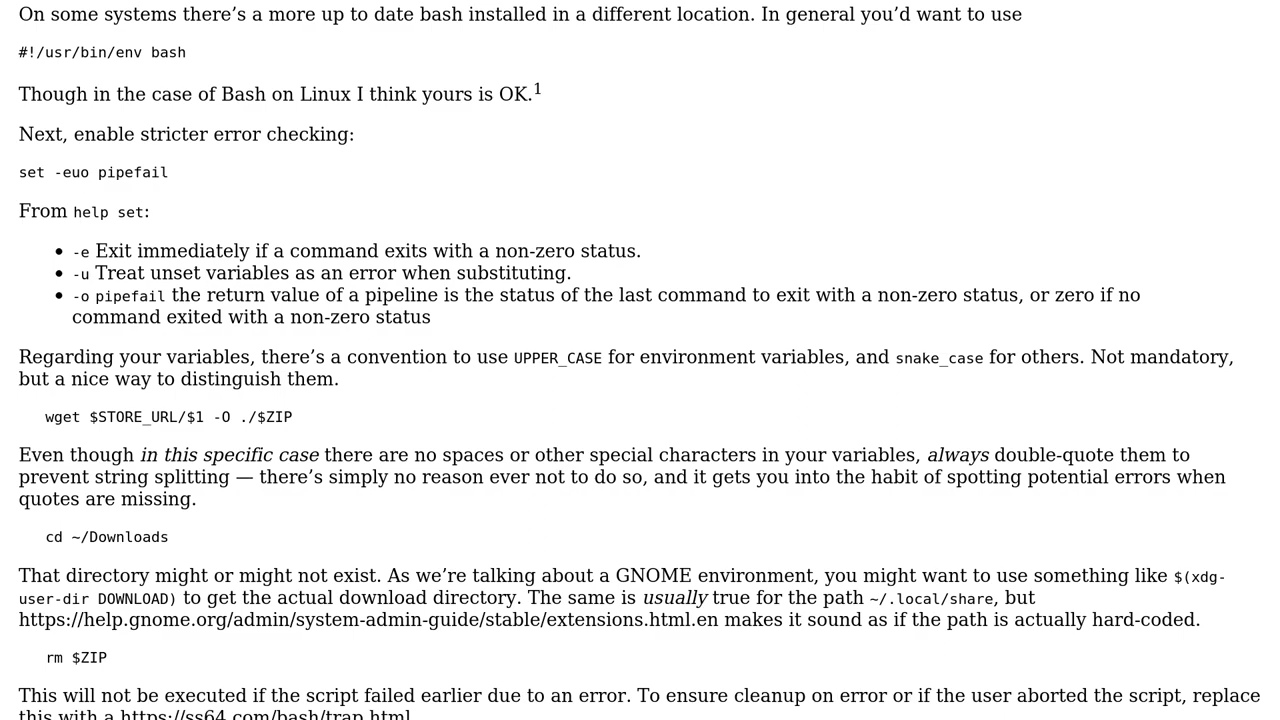 On some systems there’s a more up to date bash installed in a different location. In general you’d want to use
#!/usr/bin/env bash
Though in the case of Bash on Linux I think yours is OK.1
Next, enable stricter error checking:
set -euo pipefail
From help set:
• -e Exit immediately if a command exits with a non-zero status.
• -u Treat unset variables as an error when substituting.
• -o pipefail the return value of a pipeline is the status of the last command to exit with a non-zero status, or zero if no
command exited with a non-zero status
Regarding your variables, there’s a convention to use UPPER_CASE for environment variables, and snake_case for others. Not mandatory,
but a nice way to distinguish them.
wget $STORE_URL/$1 -O ./$ZIP
Even though in this specific case there are no spaces or other special characters in your variables, always double-quote them to
prevent string splitting — there’s simply no reason ever not to do so, and it gets you into the habit of spotting potential errors when
quotes are missing.
cd ~/Downloads
That directory might or might not exist. As we’re talking about a GNOME environment, you might want to use something like $(xdg-
user-dir DOWNLOAD) to get the actual download directory. The same is usually true for the path ~/.local/share, but
https://help.gnome.org/admin/system-admin-guide/stable/extensions.html.en makes it sound as if the path is actually hard-coded.
rm $ZIP
This will not be executed if the script failed earlier due to an error. To ensure cleanup on error or if the user aborted the script, replace
this with a https://ss64.com/bash/trap.html